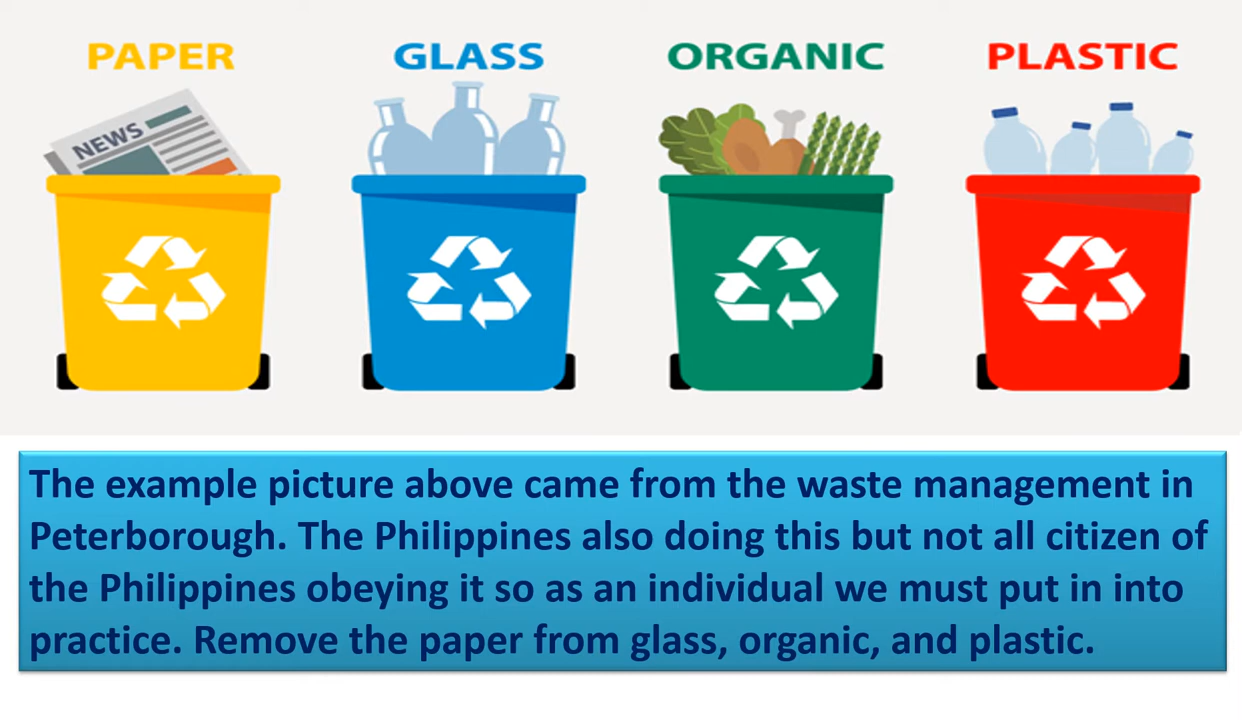 PAPER
GLASS
ORGANIC
PLASTIC
NEWS
The example picture above came from the waste management in
Peterborough. The Philippines also doing this but not all citizen of
the Philippines obeying it so as an individual we must put in into
practice. Remove the paper from glass, organic, and plastic.